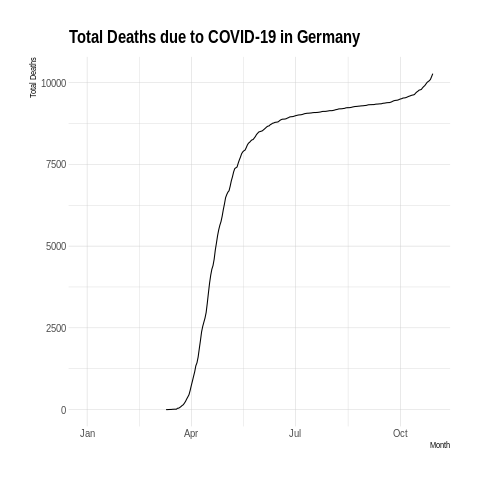 Total Deaths due to COVID-19 in Germany
Total Deaths
10000
7500
5000
2500
0
Jan Apr Jul Oct
Month